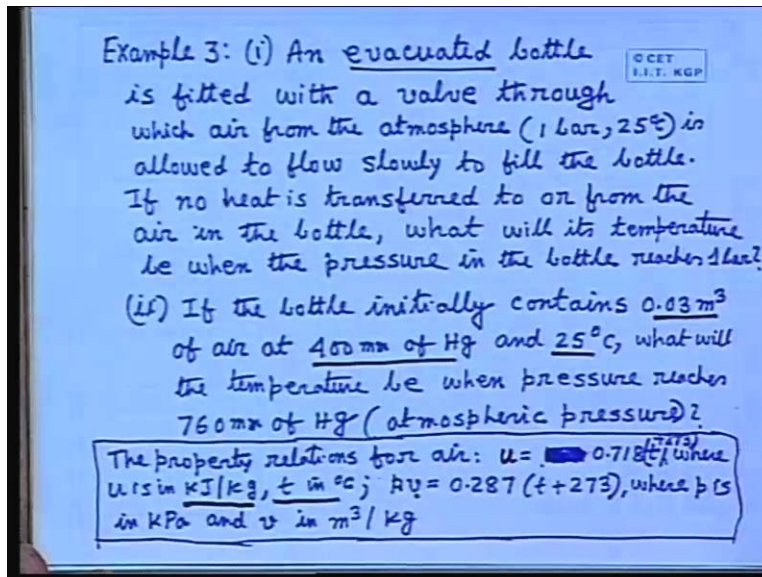 Example 3: (i) An evacuated bottle
© CET
I.I.T. KGP
is fitted with a valve through
which air from the atmosphere (1 bar, 25°C) is
allowed to flow slowly to fill the bottle.
If no heat is transferred to or from the
air in the bottle, what will its temperature
be when the pressure in the bottle reaches 1 bar?
(ii) If the bottle initially contains 0.03 m³
of air at 400 mm of Hg and 25°C, what will
the temperature be when pressure reaches
760 mm of Hg (atmospheric pressure)?
The property relations for air: u = 0.718(t+273), where
u is in kJ/kg, t in °C; pv = 0.287 (t+273), where p is
in kPa and v in m³/kg